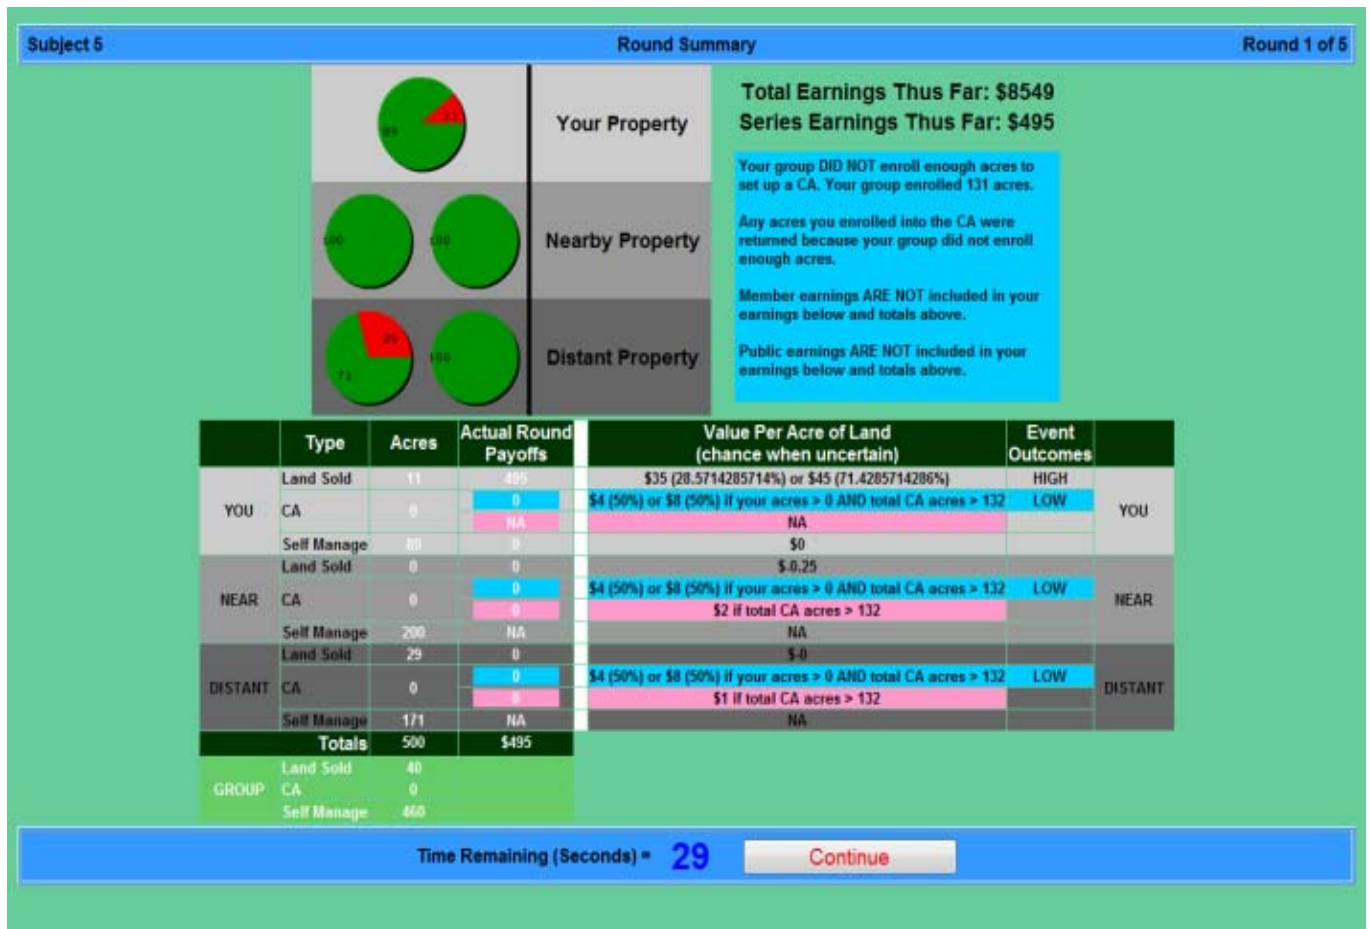 Subject 5 Round Summary Round 1 of 5
Total Earnings Thus Far: $8549
Series Earnings Thus Far: $495
11
89
Your Property
Your group DID NOT enroll enough acres to
set up a CA. Your group enrolled 131 acres.
Any acres you enrolled into the CA were
returned because your group did not enroll
enough acres.
Member earnings ARE NOT included in your
earnings below and totals above.
Public earnings ARE NOT included in your
earnings below and totals above.
100 100 Nearby Property
29
100
71
Distant Property
Type Acres Actual Round Payoffs Value Per Acre of Land (chance when uncertain) Event Outcomes
YOU Land Sold 11 495 $35 (28.5714285714%) or $45 (71.4285714286%) HIGH YOU
CA 0 0 $4 (50%) or $8 (50%) if your acres > 0 AND total CA acres > 132 LOW
NA NA
Self Manage 89 0 $0
NEAR Land Sold 0 0 $-0.25 NEAR
CA 0 0 $4 (50%) or $8 (50%) if your acres > 0 AND total CA acres > 132 LOW
0 $2 if total CA acres > 132
Self Manage 200 NA NA
DISTANT Land Sold 29 0 $-0 DISTANT
CA 0 0 $4 (50%) or $8 (50%) if your acres > 0 AND total CA acres > 132 LOW
0 $1 if total CA acres > 132
Self Manage 171 NA NA
Totals 500 $495
GROUP Land Sold 40
CA 0
Self Manage 460
Time Remaining (Seconds) = 29 Continue